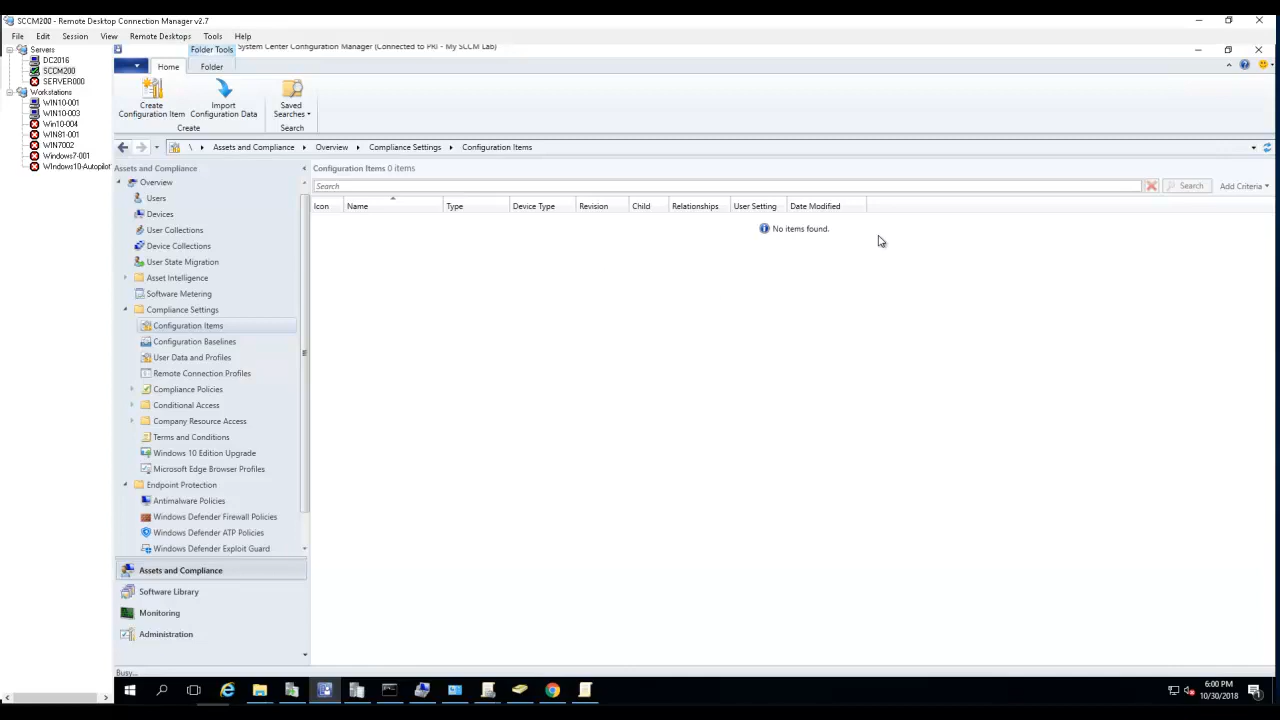 SCCM200 - Remote Desktop Connection Manager v2.7
File Edit Session View Remote Desktops Tools Help
Servers
DC2016
SCCM200
SERVER000
Workstations
WIN10-001
WIN10-003
Win10-004
WIN81-001
WIN7002
Windows7-001
WIndows10-Autopilot
Folder Tools
System Center Configuration Manager (Connected to PRI - My SCCM Lab)
Home Folder
Create Configuration Item
Import Configuration Data
Saved Searches
Create
Search
\ Assets and Compliance Overview Compliance Settings Configuration Items
Assets and Compliance
Overview
Users
Devices
User Collections
Device Collections
User State Migration
Asset Intelligence
Software Metering
Compliance Settings
Configuration Items
Configuration Baselines
User Data and Profiles
Remote Connection Profiles
Compliance Policies
Conditional Access
Company Resource Access
Terms and Conditions
Windows 10 Edition Upgrade
Microsoft Edge Browser Profiles
Endpoint Protection
Antimalware Policies
Windows Defender Firewall Policies
Windows Defender ATP Policies
Windows Defender Exploit Guard
Assets and Compliance
Software Library
Monitoring
Administration
Configuration Items 0 items
Search
Search
Add Criteria
Icon Name Type Device Type Revision Child Relationships User Setting Date Modified
No items found.
Busy...
6:00 PM
10/30/2018